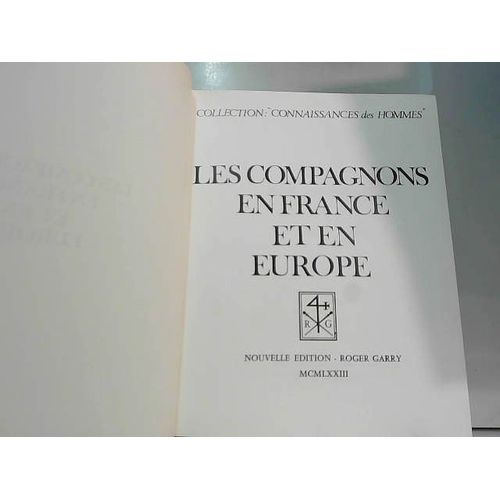 COLLECTION: "CONNAISSANCES des HOMMES"
LES COMPAGNONS
EN FRANCE
ET EN
EUROPE
R G
NOUVELLE EDITION - ROGER GARRY
MCMLXXIII